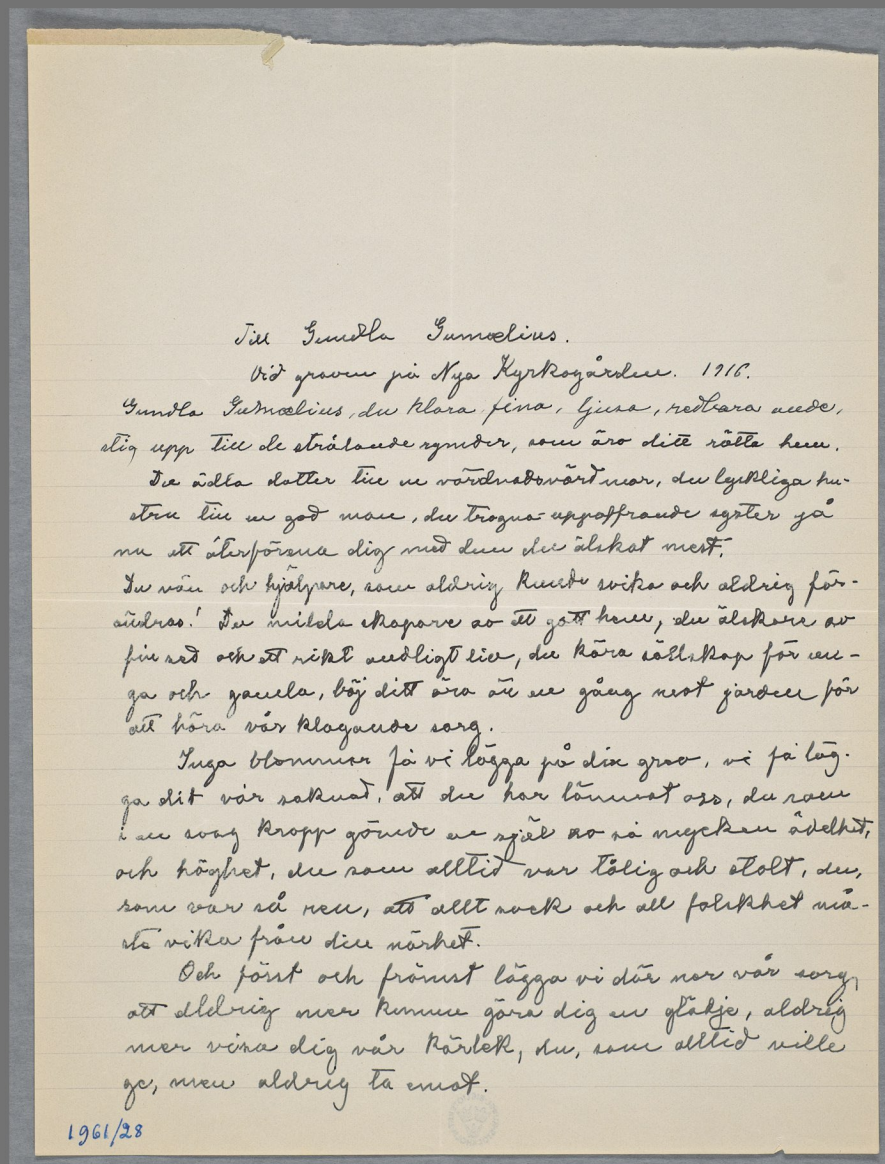 Till Gundla Gumælius.
Vid graven på Nya Kyrkogården. 1916.
Gundla Gumælius, du klara fina, ljusa, redbara ande,
stig upp till de strålande rymder, som äro ditt rätta hem.
Du ädla dotter till en vördnadsvärd mor, du lyckliga hu-
stru till en god man, du trogna uppoffrande syster gå
nu att återförena dig med dem du älskat mest.
Du vän och hjälpare, som aldrig kunde svika och aldrig för-
ändras! Du milda skapare av ett gott hem, du älskare av
fin sed och ett rikt andligt liv, du kära sällskap för un-
ga och gamla, böj ditt öra än en gång mot jorden för
att höra vår klagande sorg.
Inga blommor få vi lägga på din grav, vi få läg-
ga dit vår saknad, att du har lämnat oss, du som
i en svag kropp gömde en själ av så mycken ädelhet,
och höghet, du som alltid var tålig och stolt, du,
som var så ren, att allt svek och all falskhet må-
ste vika från din närhet.
Och först och främst lägga vi där ner vår sorg,
att aldrig mer kunna göra dig en glädje, aldrig
mer visa dig vår kärlek, du, som alltid ville
ge, men aldrig ta emot.
1961/28